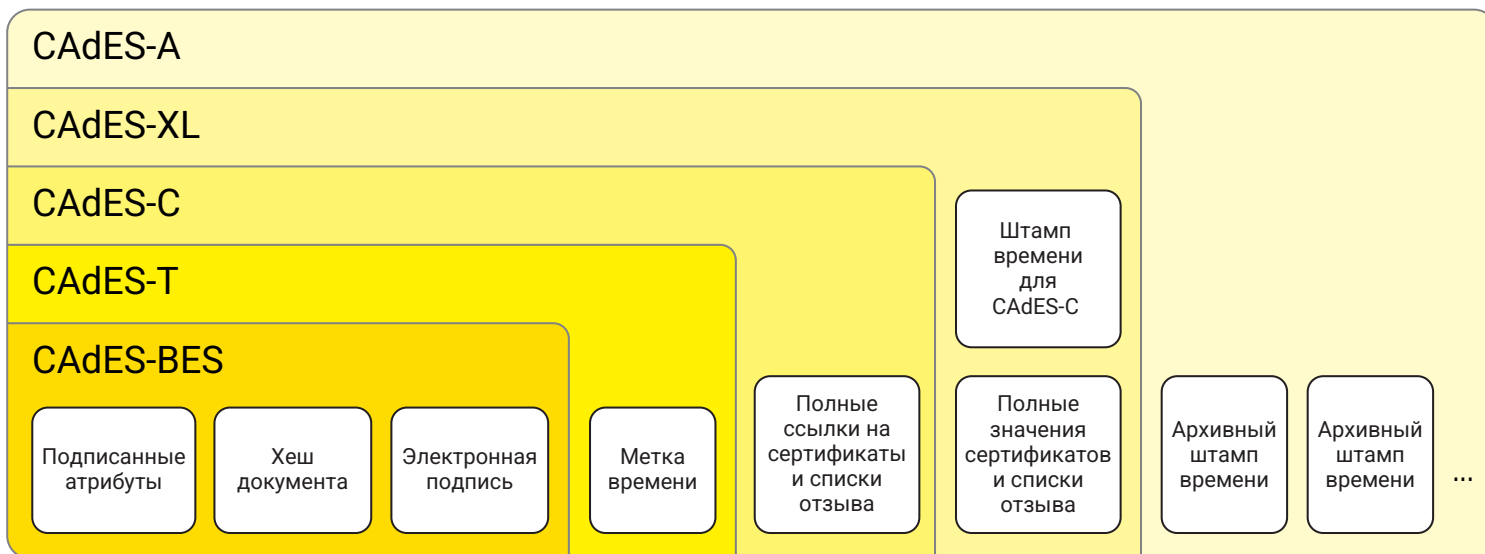 CAdES-A
CAdES-XL
CAdES-C
CAdES-T
CAdES-BES
Подписанные
атрибуты
Хеш
документа
Электронная
подпись
Метка
времени
Полные
ссылки на
сертификаты
и списки
отзыва
Штамп
времени
для
CAdES-C
Полные
значения
сертификатов
и списки
отзыва
Архивный
штамп
времени
Архивный
штамп
времени
...